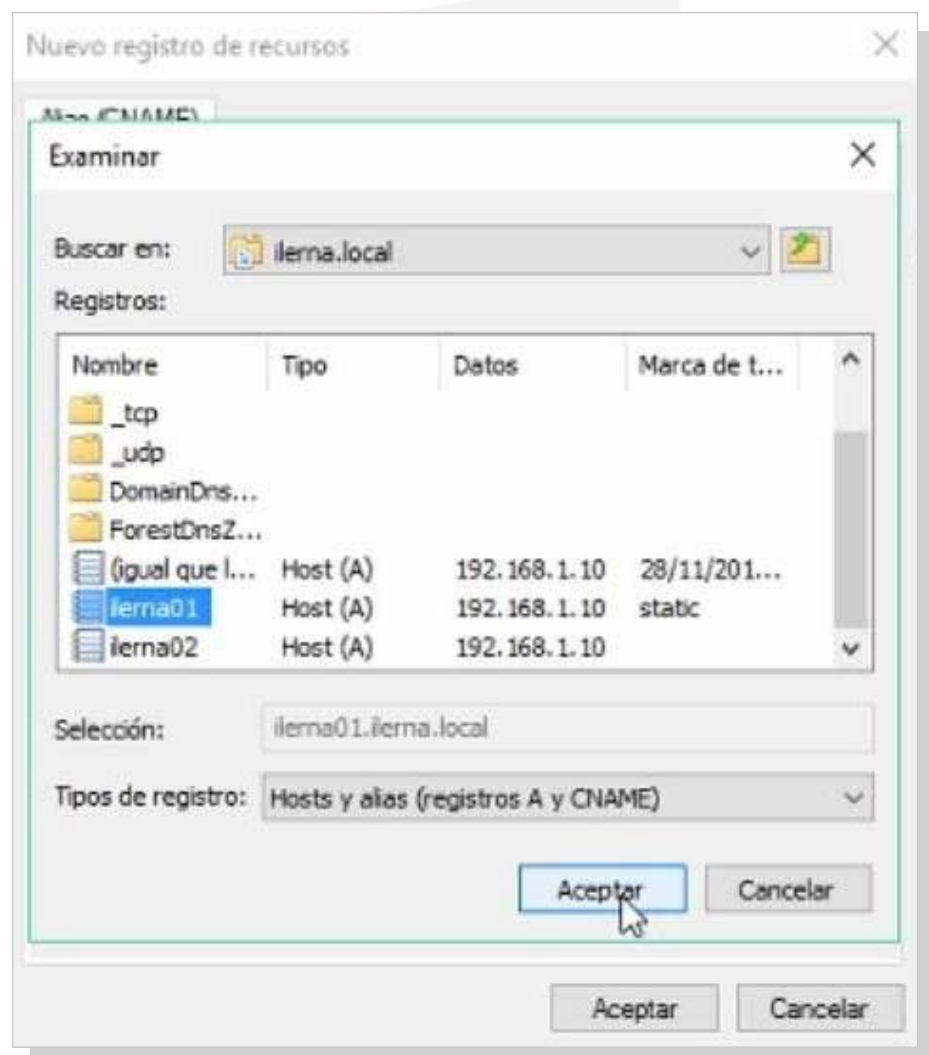 Nuevo registro de recursos
Alias (CNAME)
Examinar
Buscar en: ilerna.local
Registros:
Nombre Tipo Datos Marca de t...
_tcp
_udp
DomainDns...
ForestDnsZ...
(igual que l... Host (A) 192.168.1.10 28/11/201...
ilerna01 Host (A) 192.168.1.10 static
ilerna02 Host (A) 192.168.1.10
Selección: ilerna01.ilerna.local
Tipos de registro: Hosts y alias (registros A y CNAME)
Aceptar Cancelar
Aceptar Cancelar